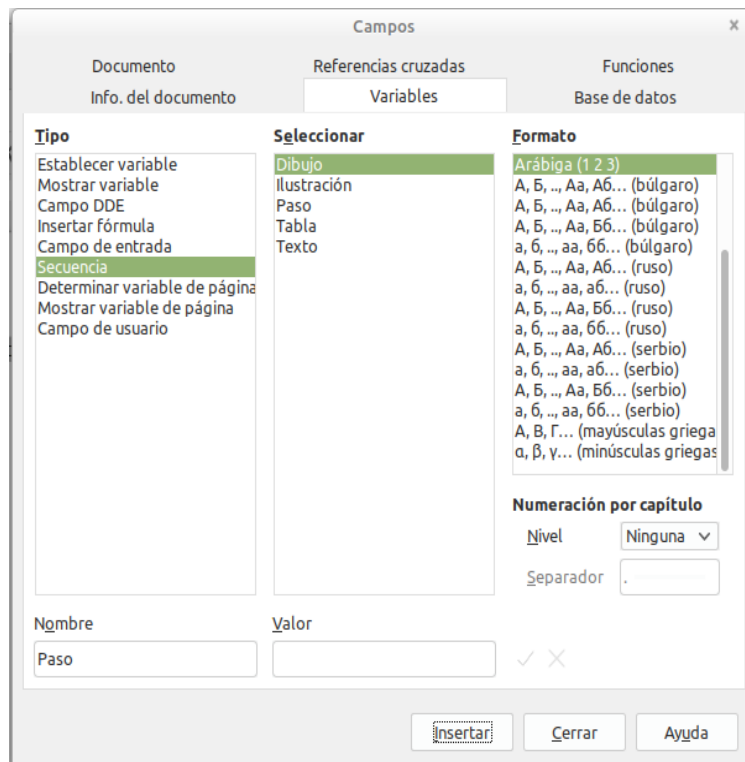 Campos
Documento
Referencias cruzadas
Funciones
Info. del documento
Variables
Base de datos
Tipo
Establecer variable
Mostrar variable
Campo DDE
Insertar fórmula
Campo de entrada
Secuencia
Determinar variable de página
Mostrar variable de página
Campo de usuario
Seleccionar
Dibujo
Ilustración
Paso
Tabla
Texto
Formato
Arábiga (1 2 3)
А, Б, .., Аа, Аб... (búlgaro)
А, Б, .., Аа, Аб... (búlgaro)
А, Б, .., Аа, Бб... (búlgaro)
а, б, .., аа, бб... (búlgaro)
А, Б, .., Аа, Аб... (ruso)
а, б, .., аа, аб... (ruso)
А, Б, .., Аа, Бб... (ruso)
а, б, .., аа, бб... (ruso)
А, Б, .., Аа, Аб... (serbio)
а, б, .., аа, аб... (serbio)
А, Б, .., Аа, Бб... (serbio)
а, б, .., аа, бб... (serbio)
Α, Β, Γ... (mayúsculas griega
α, β, γ... (minúsculas griegas
Numeración por capítulo
Nivel
Ninguna
Separador
.
Nombre
Paso
Valor
Insertar
Cerrar
Ayuda